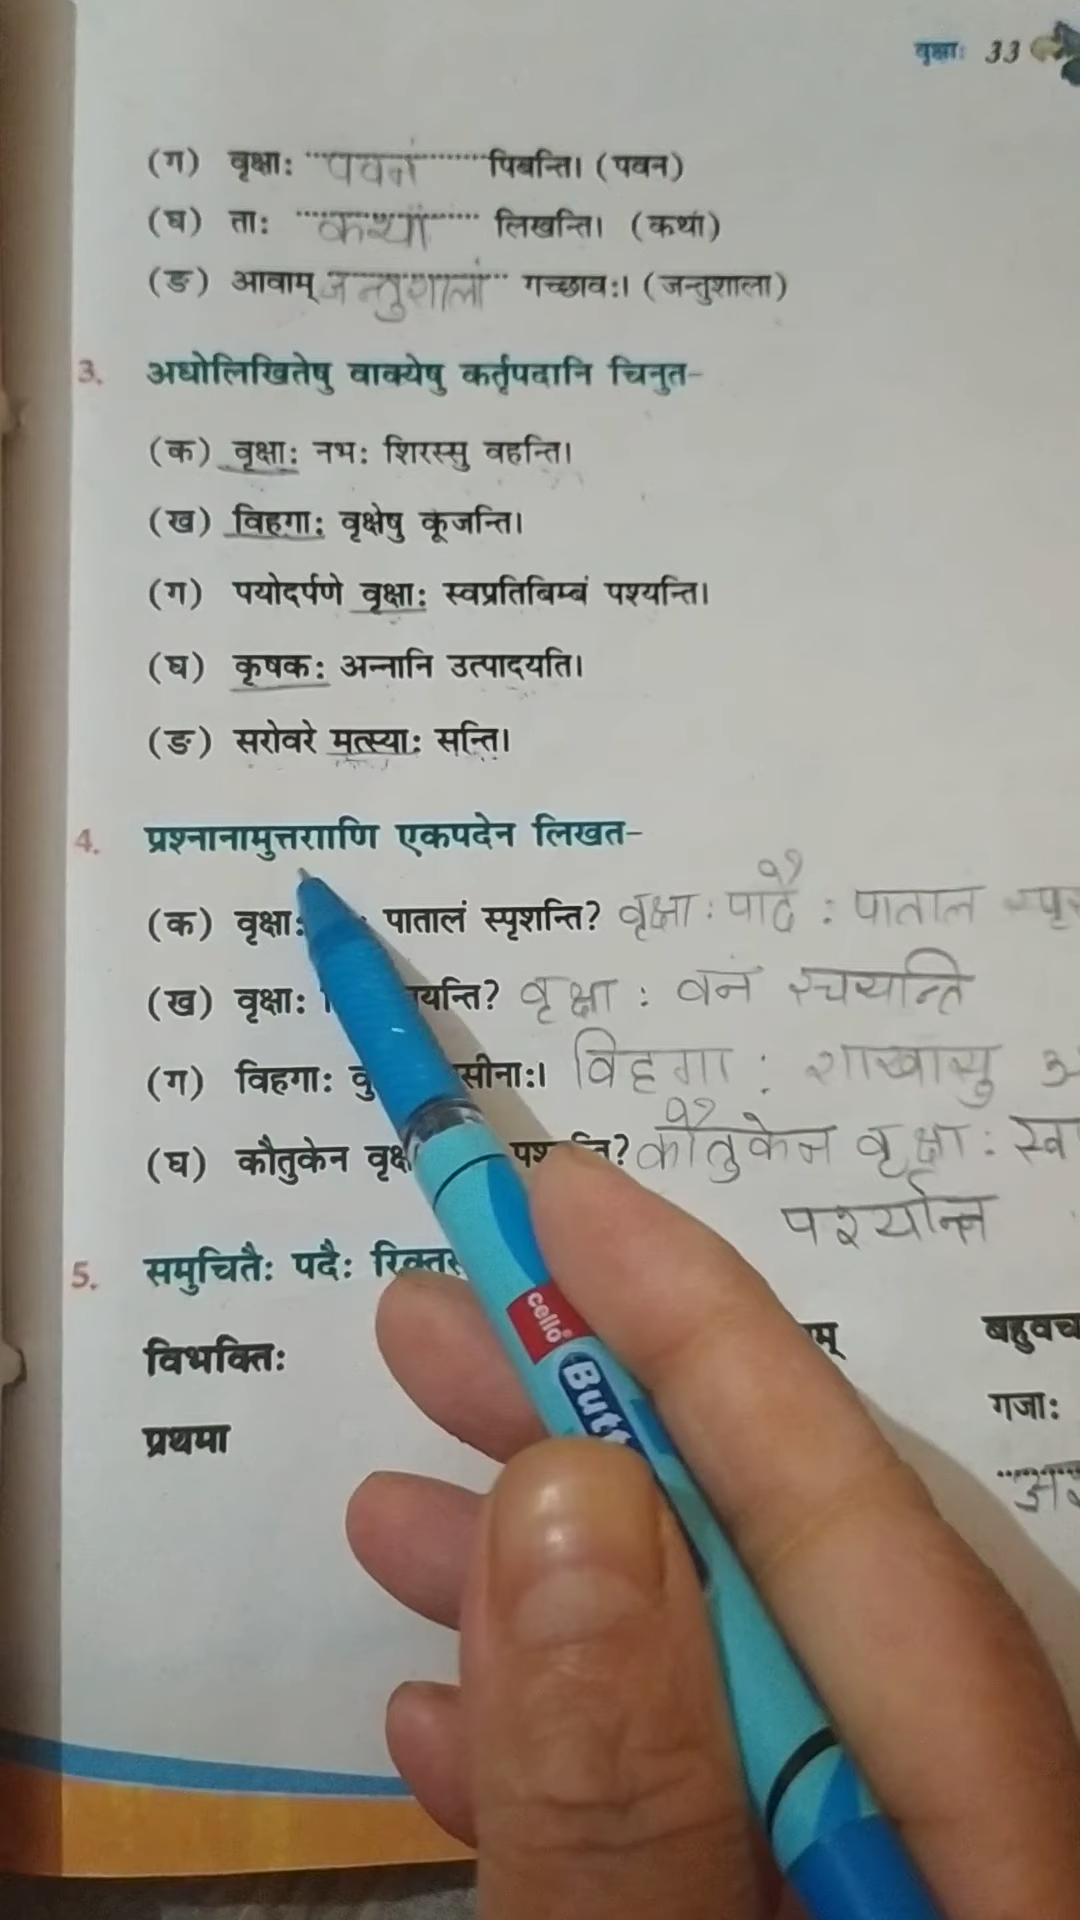 वृक्षाः 33
(ग) वृक्षाः पवनं पिबन्ति। (पवन)
(घ) ताः कथां लिखन्ति। (कथा)
(ङ) आवाम् जन्तुशालां गच्छावः। (जन्तुशाला)
3. अधोलिखितेषु वाक्येषु कर्तृपदानि चिनुत-
(क) वृक्षाः नभः शिरस्सु वहन्ति।
(ख) विहगाः वृक्षेषु कूजन्ति।
(ग) पयोदर्पणे वृक्षाः स्वप्रतिबिम्बं पश्यन्ति।
(घ) कृषकः अन्नानि उत्पादयति।
(ङ) सरोवरे मत्स्याः सन्ति।
4. प्रश्नानामुत्तरााणि एकपदेन लिखत-
(क) वृक्षाः पातालं स्पृशन्ति? वृक्षाः पादैः पातालं
(ख) वृक्षाः यन्ति? वृक्षाः वनं रचयन्ति
(ग) विहगाः सीनाः। विहगाः शाखासु
(घ) कौतुकेन कौतुकेन वृक्षाः स्व
पश्यन्ति
5. समुचितैः पदैः
विभक्तिः म् बहुवच
प्रथमा गजाः
cello
Butt